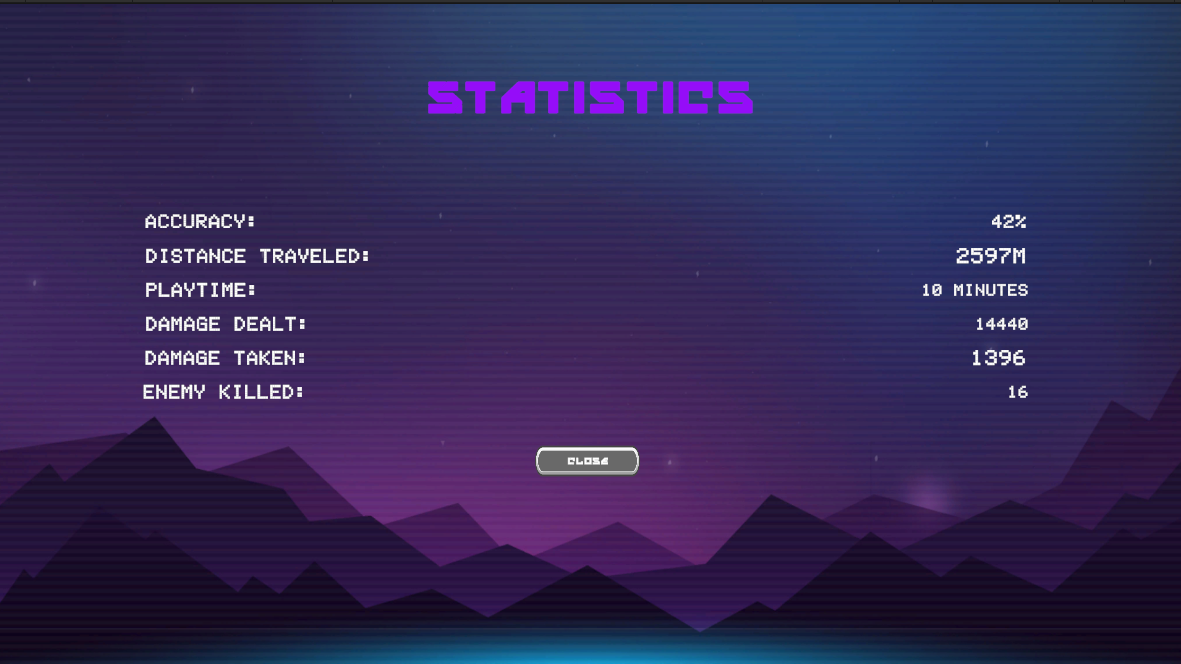 STATISTICS
ACCURACY: 42%
DISTANCE TRAVELED: 2597M
PLAYTIME: 10 MINUTES
DAMAGE DEALT: 14440
DAMAGE TAKEN: 1396
ENEMY KILLED: 16
CLOSE